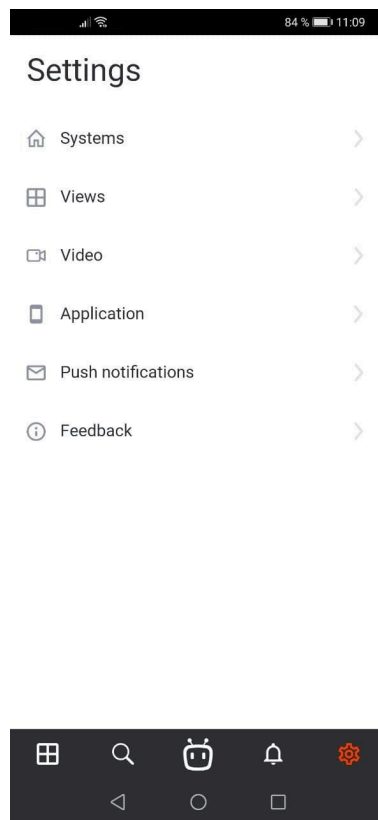 84 % 11:09
Settings
Systems
Views
Video
Application
Push notifications
Feedback